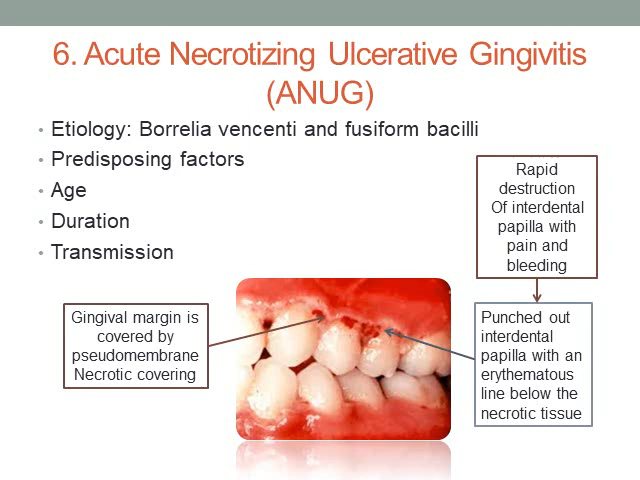 6. Acute Necrotizing Ulcerative Gingivitis
(ANUG)
• Etiology: Borrelia vencenti and fusiform bacilli
• Predisposing factors
• Age
• Duration
• Transmission
Rapid
destruction
Of interdental
papilla with
pain and
bleeding
Gingival margin is
covered by
pseudomembrane
Necrotic covering
Punched out
interdental
papilla with an
erythematous
line below the
necrotic tissue